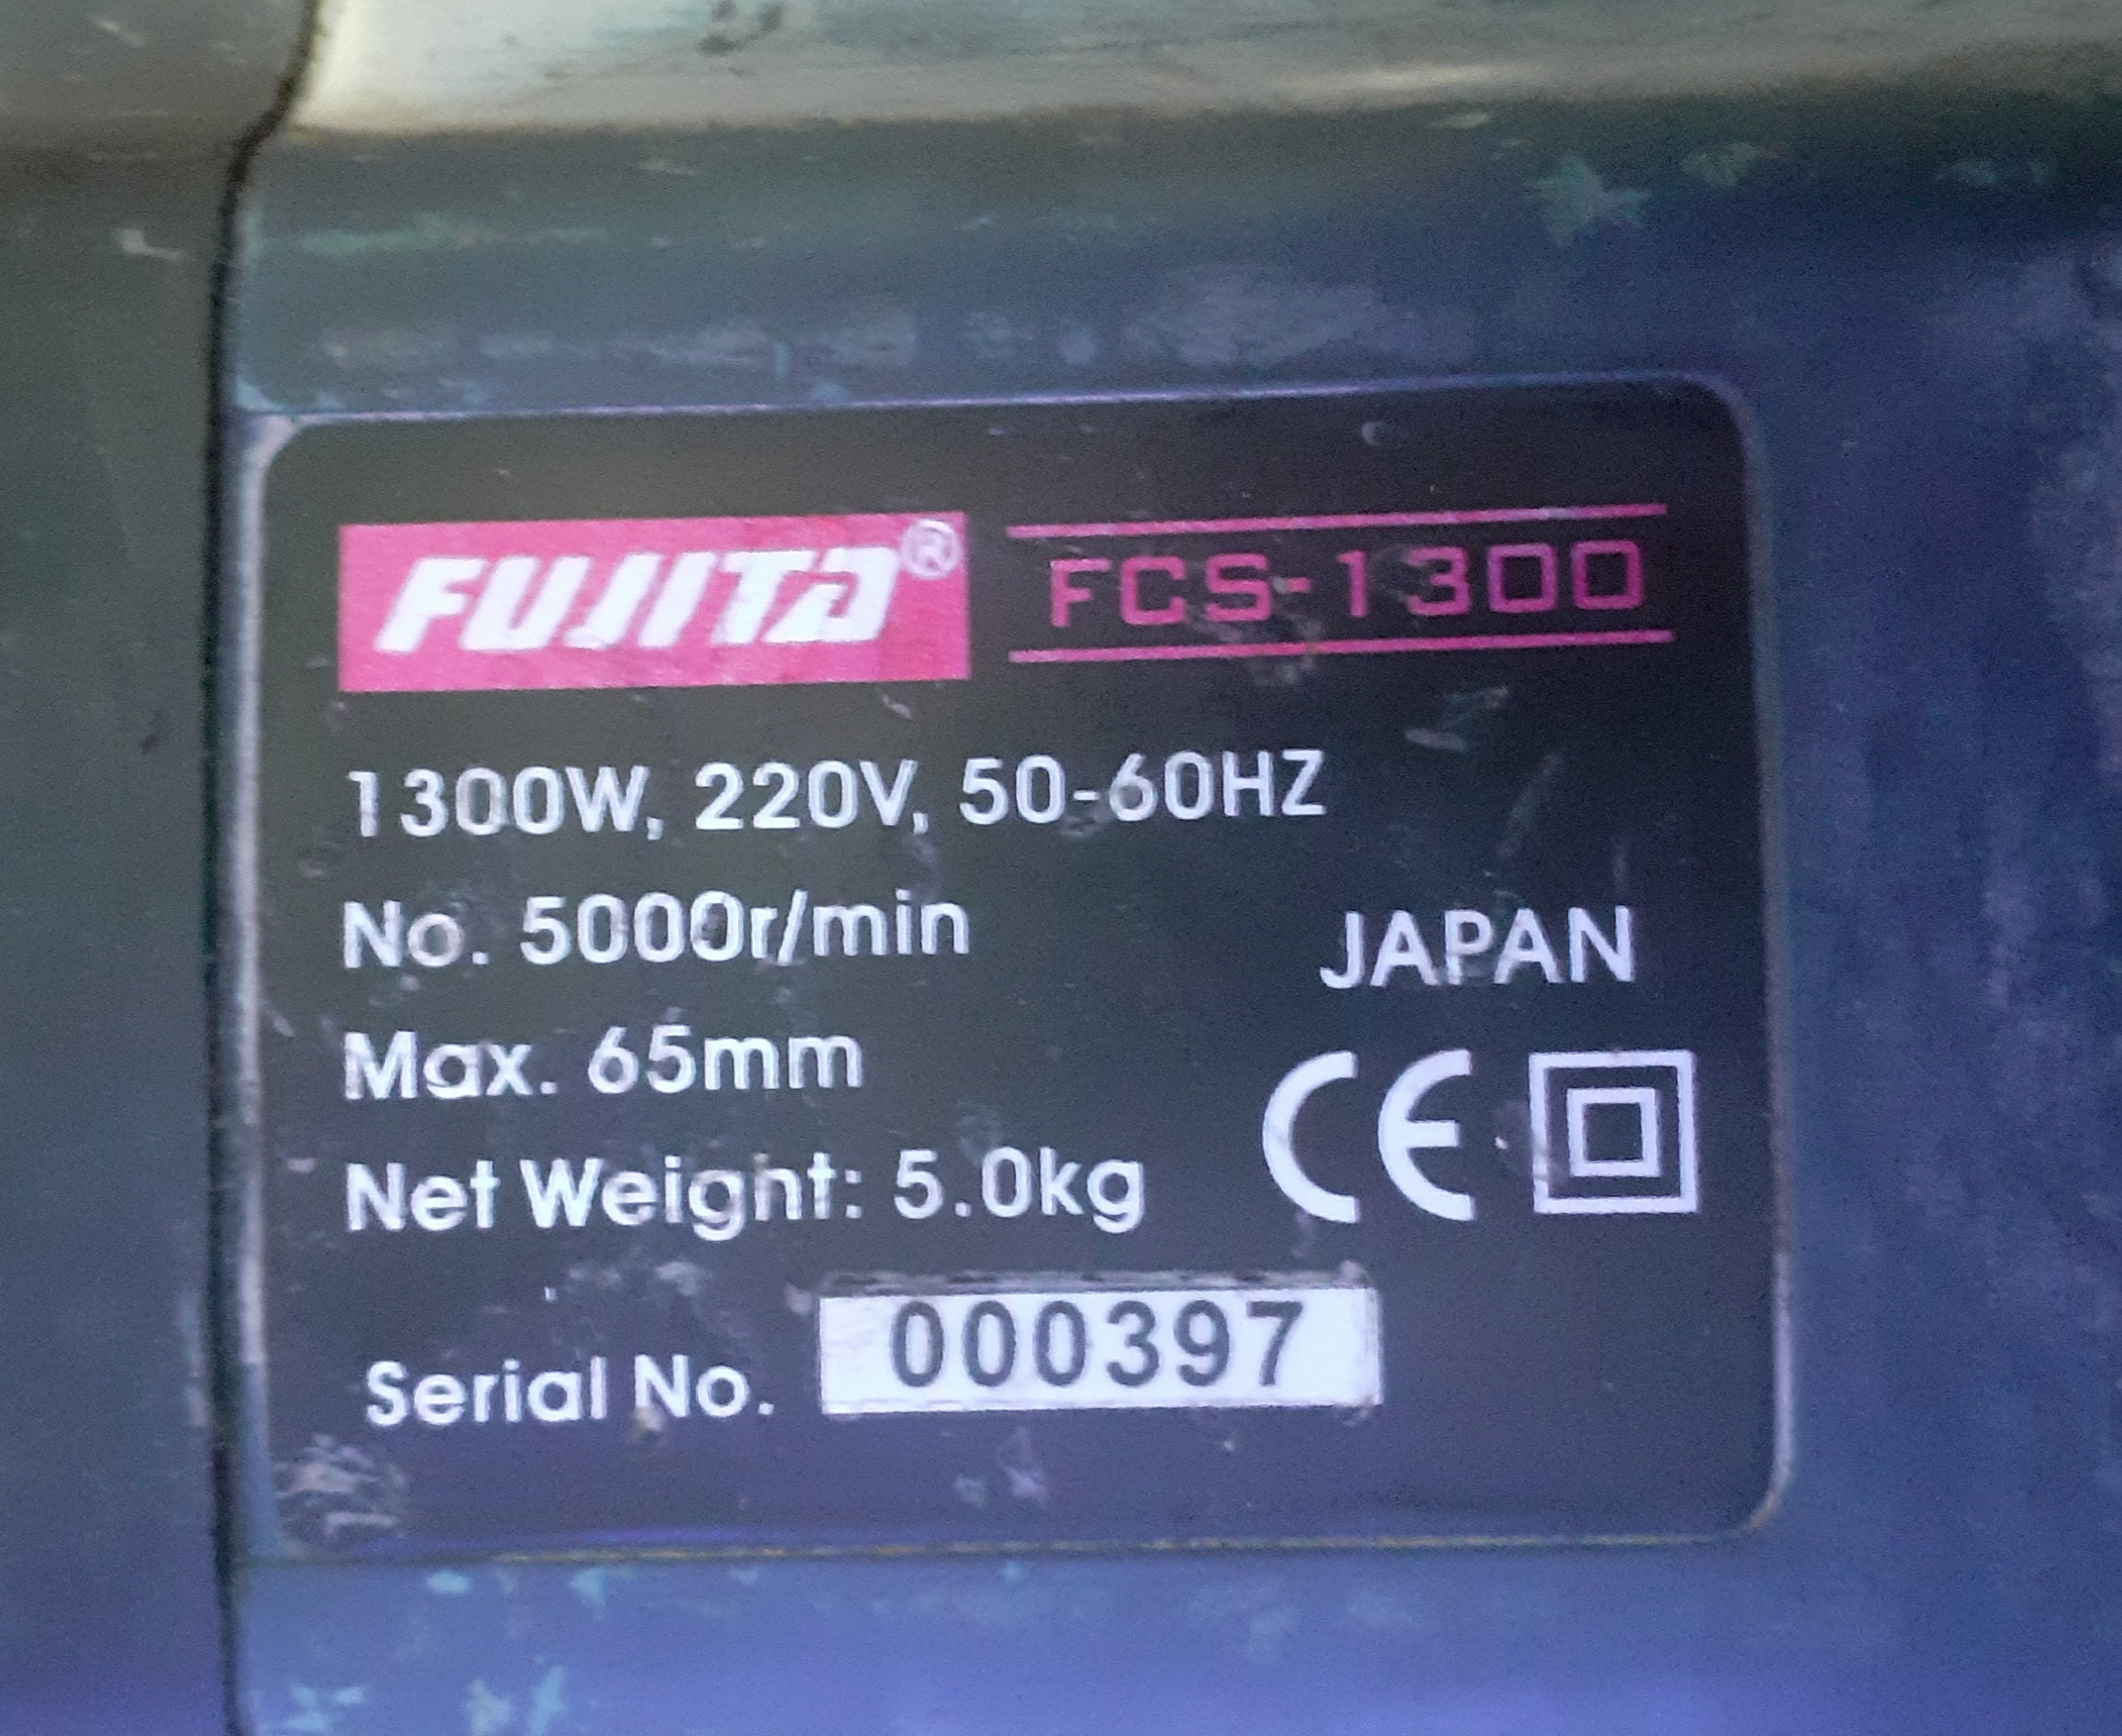 FUJITA® FCS-1300
1300W, 220V, 50-60HZ
No. 5000r/min
JAPAN
Max. 65mm
CE
Net Weight: 5.0kg
Serial No. 000397